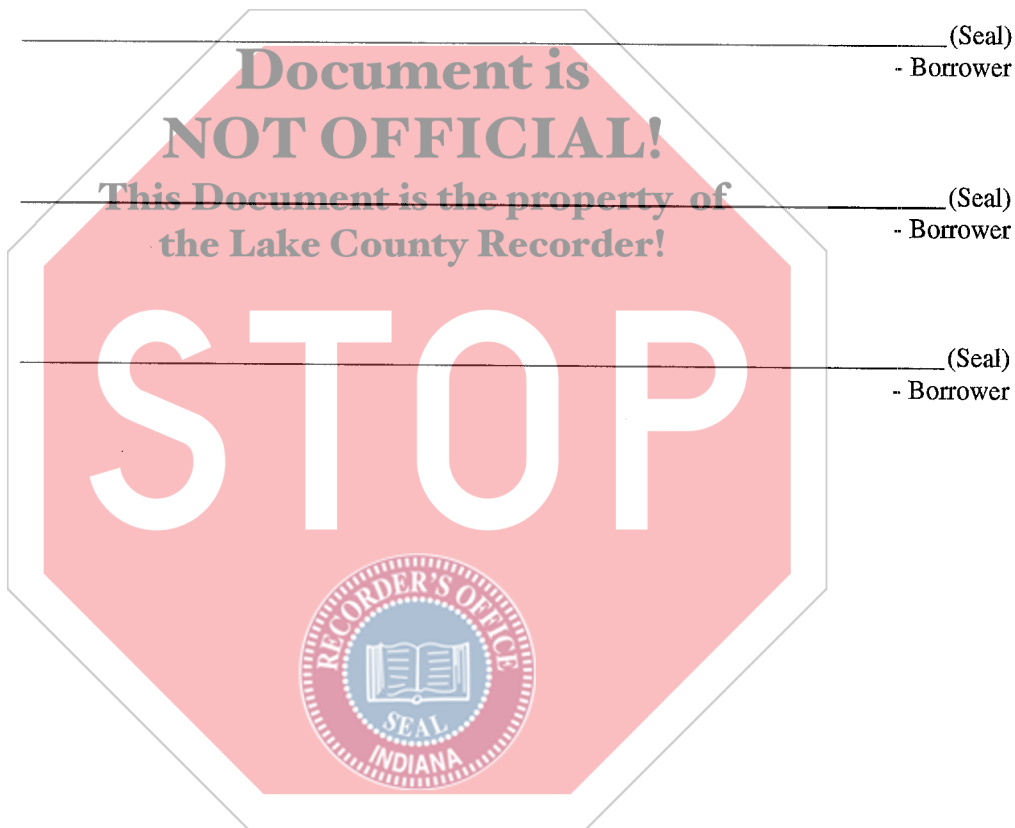 (Seal)
- Borrower
Document is
NOT OFFICIAL!
This Document is the property of
(Seal)
- Borrower
the Lake County Recorder!
STOP
(Seal)
- Borrower
RECORDER'S OFFICE
SEAL
INDIANA